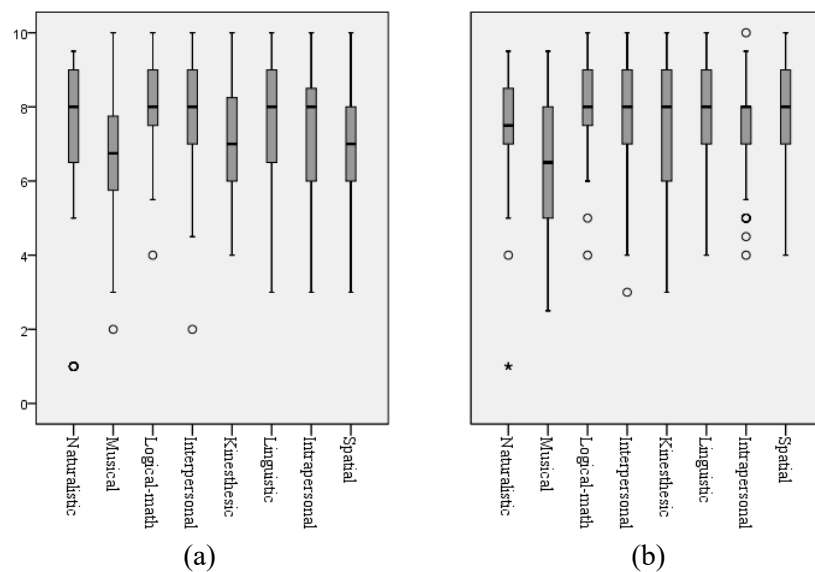 10
8
6
4
2
0
Naturalistic
Musical
Logical-math
Interpersonal
Kinesthesic
Linguistic
Intrapersonal
Spatial
(a)
Naturalistic
Musical
Logical-math
Interpersonal
Kinesthesic
Linguistic
Intrapersonal
Spatial
(b)